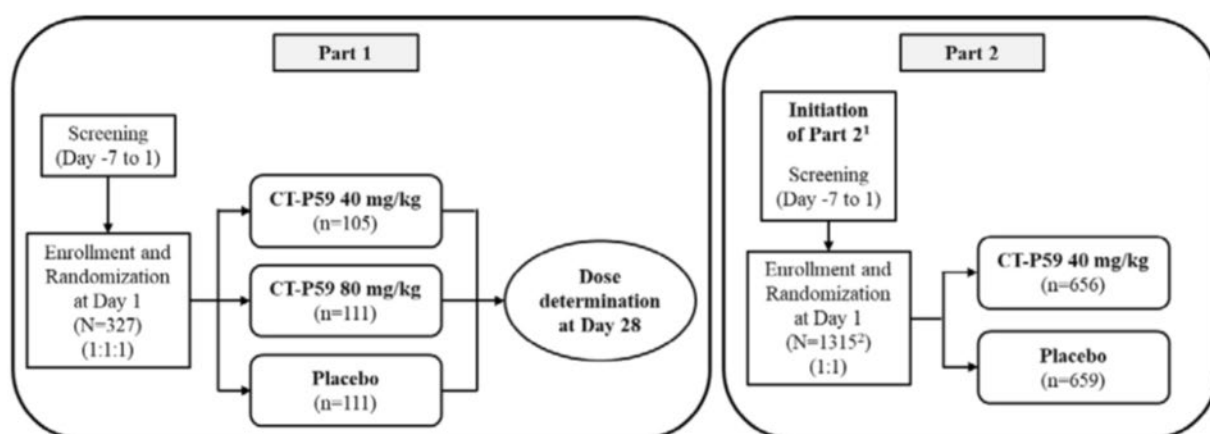 Part 1
Screening
(Day -7 to 1)
Enrollment and
Randomization
at Day 1
(N=327)
(1:1:1)
CT-P59 40 mg/kg
(n=105)
CT-P59 80 mg/kg
(n=111)
Placebo
(n=111)
Dose
determination
at Day 28
Part 2
Initiation
of Part 2¹
Screening
(Day -7 to 1)
Enrollment and
Randomization
at Day 1
(N=1315²)
(1:1)
CT-P59 40 mg/kg
(n=656)
Placebo
(n=659)